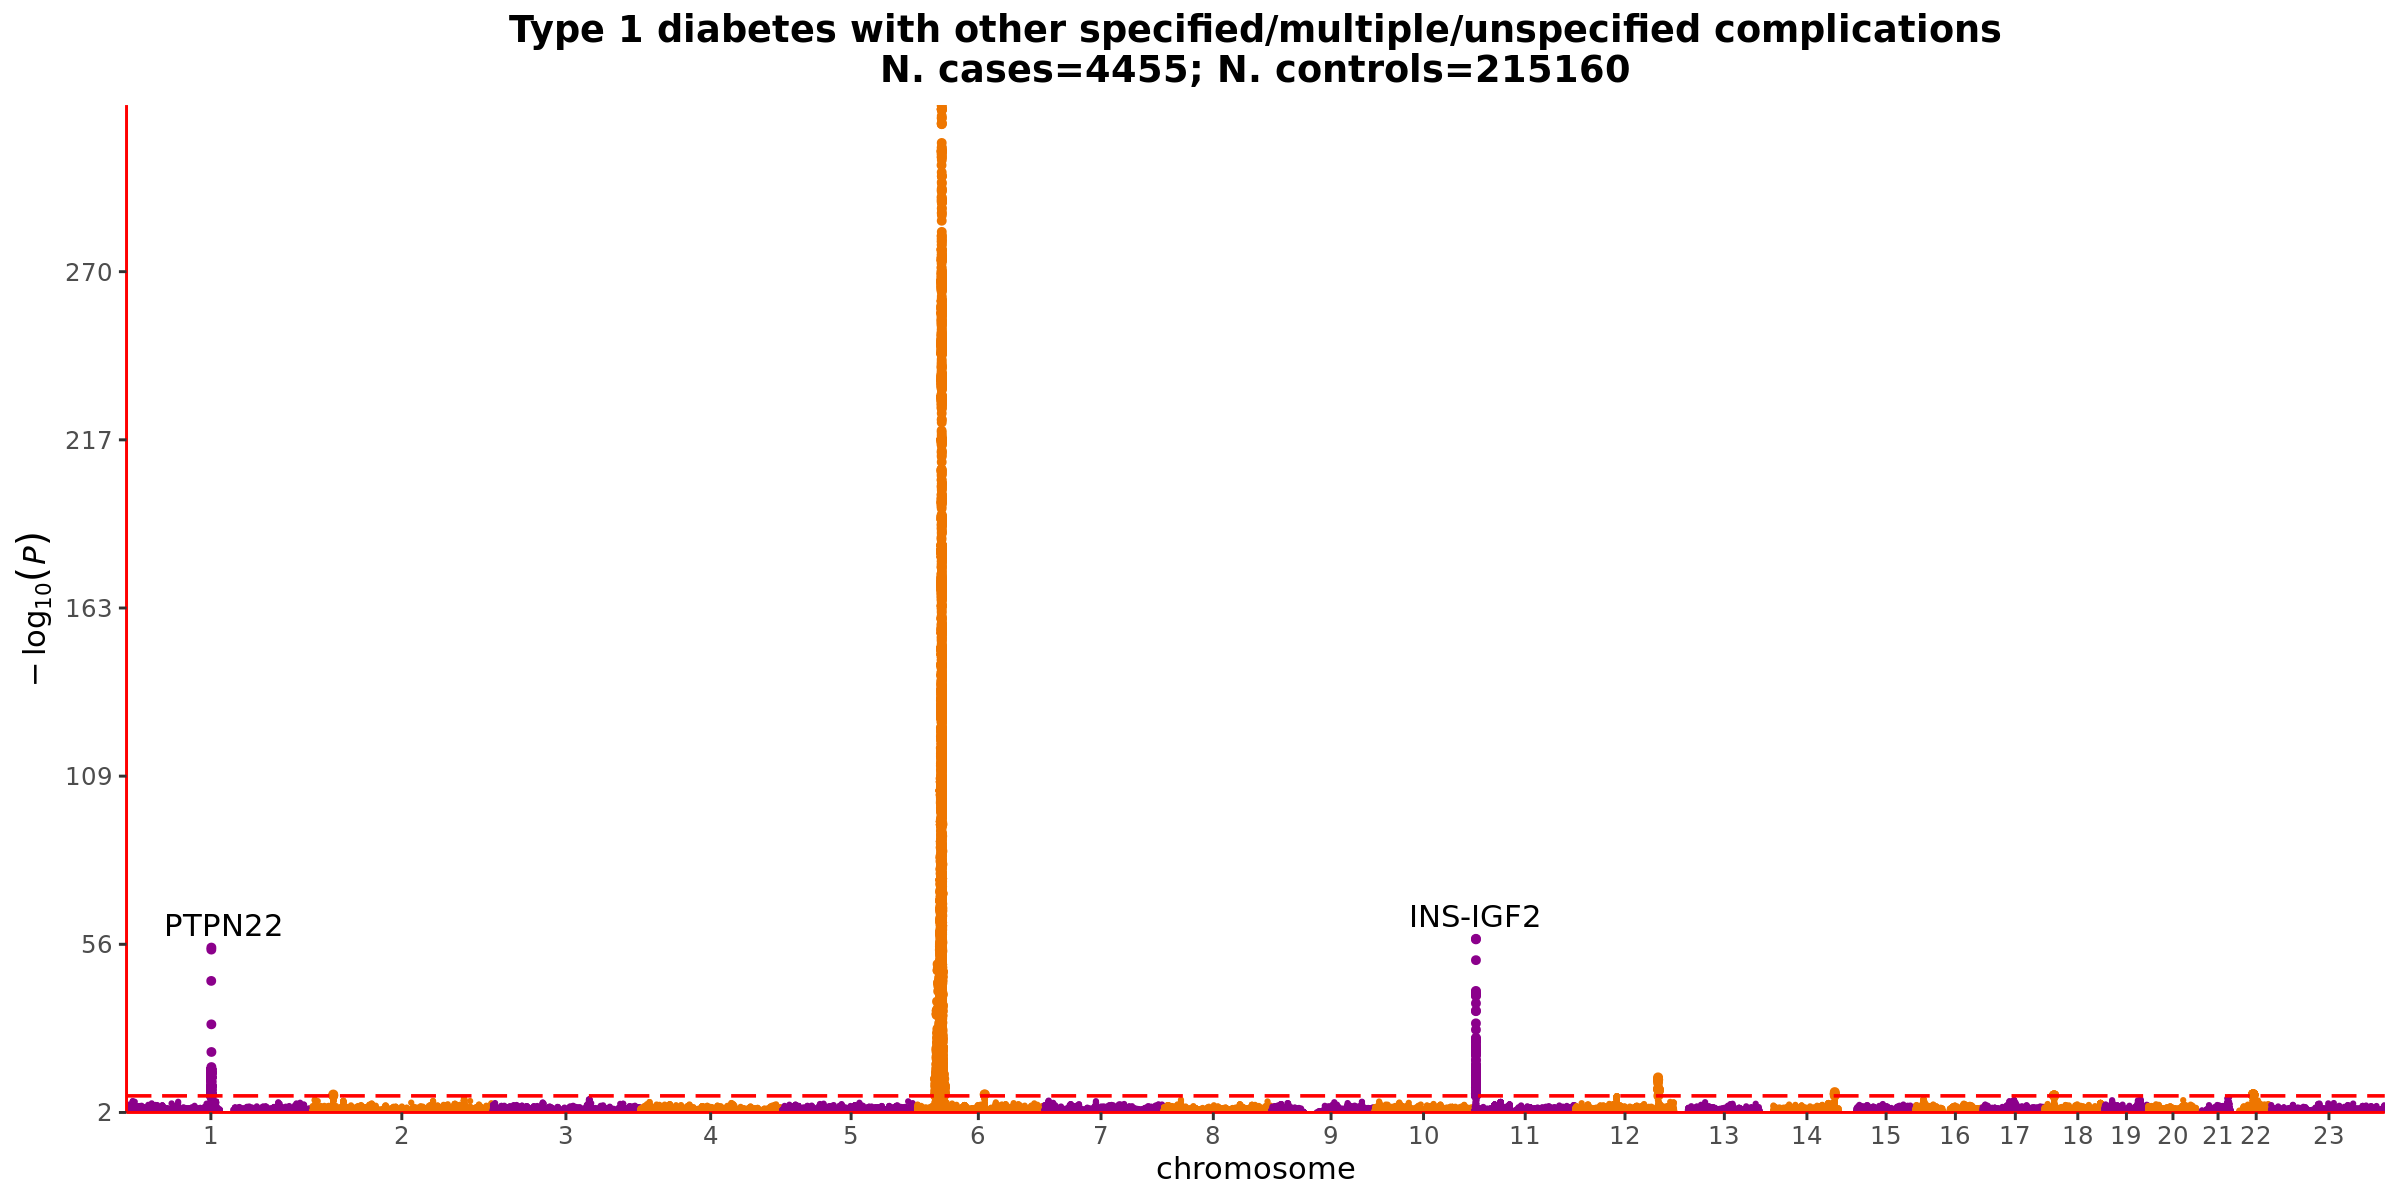 Type 1 diabetes with other specified/multiple/unspecified complications
N. cases=4455; N. controls=215160
270
217
163
109
56
2
− log10(P)
PTPN22
INS-IGF2
1 2 3 4 5 6 7 8 9 10 11 12 13 14 15 16 17 18 19 20 21 22 23
chromosome